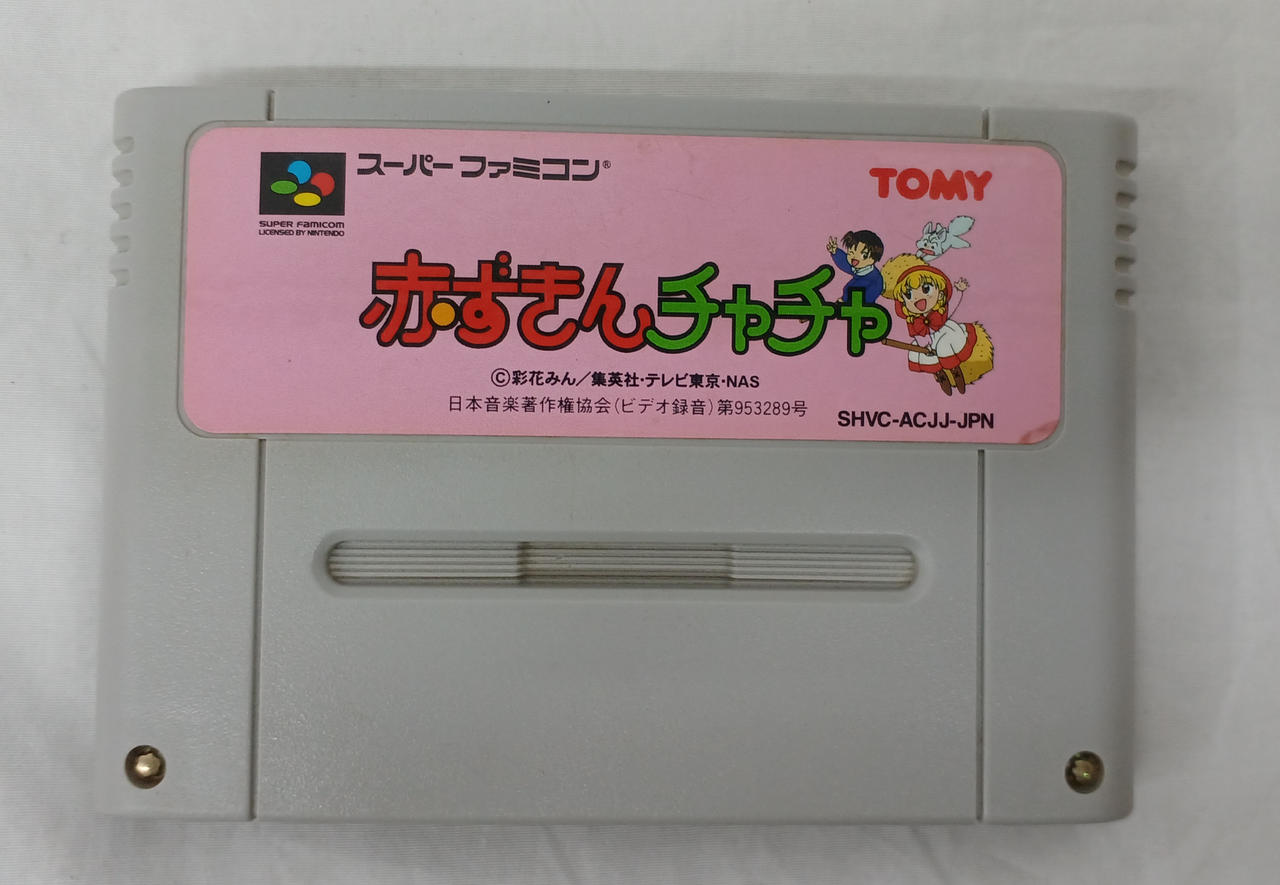 スーパーファミコン®
SUPER FAMICOM
LICENSED BY NINTENDO
TOMY
赤ずきんチャチャ
©彩花みん/集英社・テレビ東京・NAS
日本音楽著作権協会(ビデオ録音)第953289号
SHVC-ACJJ-JPN